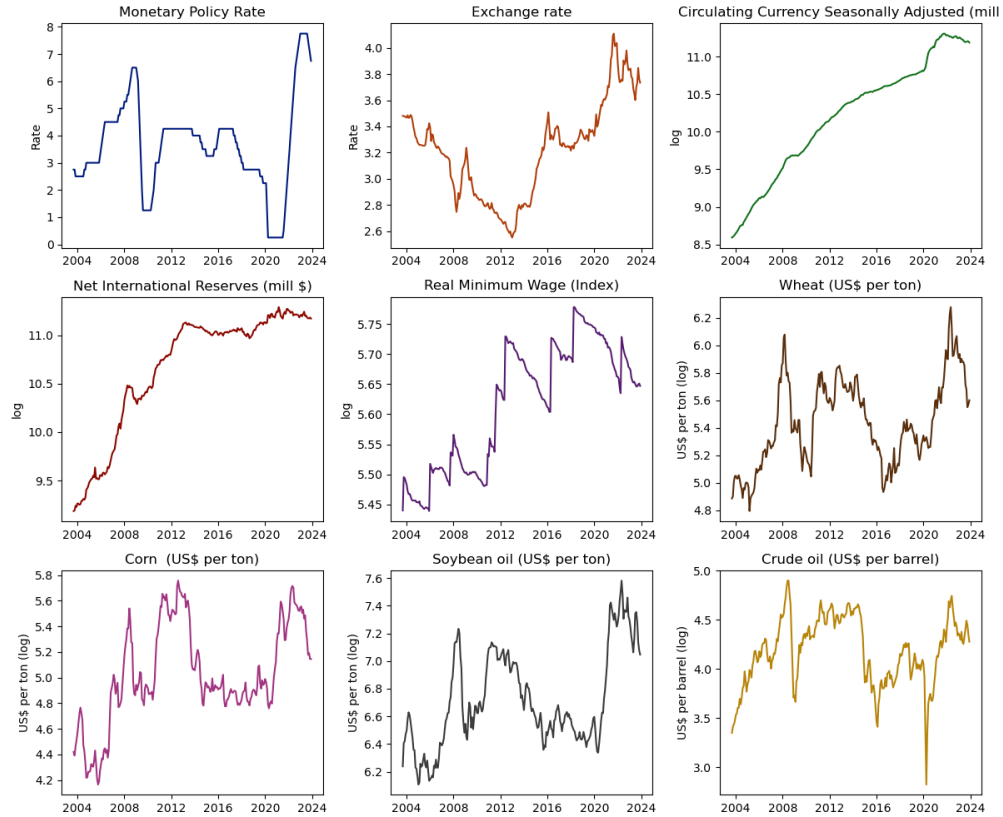 Monetary Policy Rate
Rate
8
7
6
5
4
3
2
1
0
2004 2008 2012 2016 2020 2024
Exchange rate
Rate
4.0
3.8
3.6
3.4
3.2
3.0
2.8
2.6
2004 2008 2012 2016 2020 2024
Circulating Currency Seasonally Adjusted (mill
log
11.0
10.5
10.0
9.5
9.0
8.5
2004 2008 2012 2016 2020 2024
Net International Reserves (mill $)
log
11.0
10.5
10.0
9.5
2004 2008 2012 2016 2020 2024
Real Minimum Wage (Index)
log
5.75
5.70
5.65
5.60
5.55
5.50
5.45
2004 2008 2012 2016 2020 2024
Wheat (US$ per ton)
US$ per ton (log)
6.2
6.0
5.8
5.6
5.4
5.2
5.0
4.8
2004 2008 2012 2016 2020 2024
Corn (US$ per ton)
US$ per ton (log)
5.8
5.6
5.4
5.2
5.0
4.8
4.6
4.4
4.2
2004 2008 2012 2016 2020 2024
Soybean oil (US$ per ton)
US$ per ton (log)
7.6
7.4
7.2
7.0
6.8
6.6
6.4
6.2
2004 2008 2012 2016 2020 2024
Crude oil (US$ per barrel)
US$ per barrel (log)
5.0
4.5
4.0
3.5
3.0
2004 2008 2012 2016 2020 2024